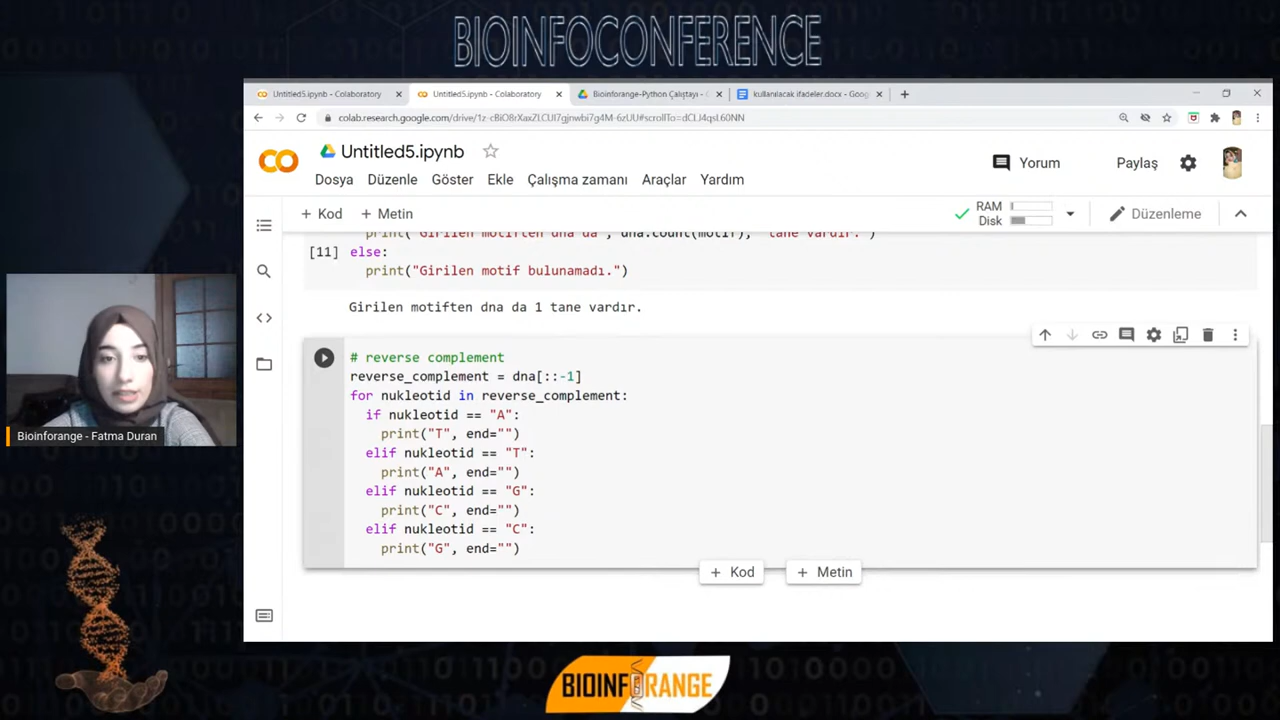 BIOINFOCONFERENCE
Untitled5.ipynb - Colaboratory
Untitled5.ipynb - Colaboratory
Bioinforange-Python Çalıştayı -
kullanılacak ifadeler.docx - Goog
Untitled5.ipynb
Yorum
Paylaş
Dosya Düzenle Göster Ekle Çalışma zamanı Araçlar Yardım
+ Kod + Metin
RAM
Disk
Düzenleme
print("Girilen motiften dna da", dna.count(motif), "tane vardır.")
[11] else:
print("Girilen motif bulunamadı.")
Girilen motiften dna da 1 tane vardır.
# reverse complement
reverse_complement = dna[::-1]
for nukleotid in reverse_complement:
if nukleotid == "A":
print("T", end="")
elif nukleotid == "T":
print("A", end="")
elif nukleotid == "G":
print("C", end="")
elif nukleotid == "C":
print("G", end="")
+ Kod + Metin
Bioinforange - Fatma Duran
BIOINFORANGE